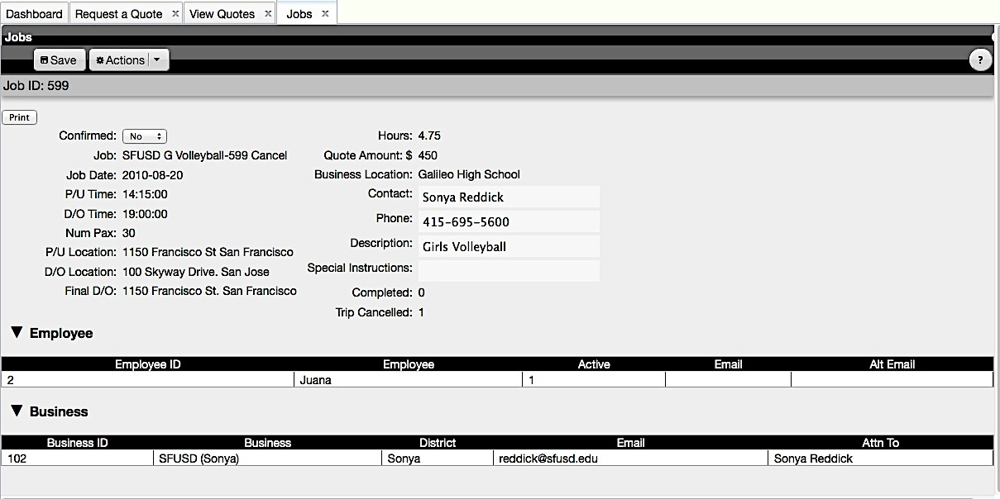 Dashboard Request a Quote x View Quotes x Jobs x
Jobs
Save Actions ?
Job ID: 599
Print
Confirmed: No
Job: SFUSD G Volleyball-599 Cancel
Job Date: 2010-08-20
P/U Time: 14:15:00
D/O Time: 19:00:00
Num Pax: 30
P/U Location: 1150 Francisco St San Francisco
D/O Location: 100 Skyway Drive. San Jose
Final D/O: 1150 Francisco St. San Francisco
Hours: 4.75
Quote Amount: $ 450
Business Location: Galileo High School
Contact: Sonya Reddick
Phone: 415-695-5600
Description: Girls Volleyball
Special Instructions:
Completed: 0
Trip Cancelled: 1
▼ Employee
Employee ID Employee Active Email Alt Email
2 Juana 1
▼ Business
Business ID Business District Email Attn To
102 SFUSD (Sonya) Sonya reddick@sfusd.edu Sonya Reddick